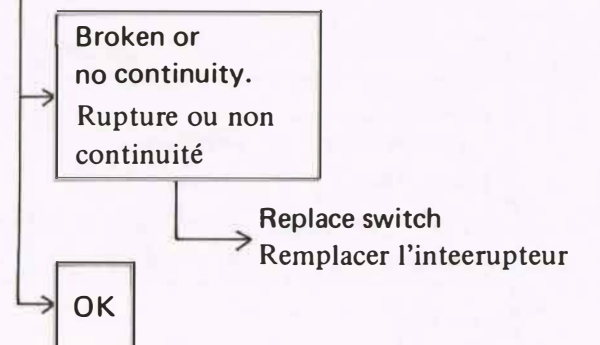 Broken or
no continuity.
Rupture ou non
continuité
Replace switch
Remplacer l'inteerupteur
OK